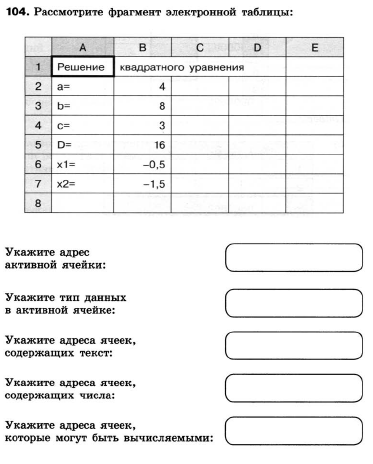 104. Рассмотрите фрагмент электронной таблицы:
A B C D E
1 Решение квадратного уравнения
2 a= 4
3 b= 8
4 c= 3
5 D= 16
6 x1= –0,5
7 x2= –1,5
8
Укажите адрес
активной ячейки:
Укажите тип данных
в активной ячейке:
Укажите адреса ячеек,
содержащих текст:
Укажите адреса ячеек,
содержащих числа:
Укажите адреса ячеек,
которые могут быть вычисляемыми: